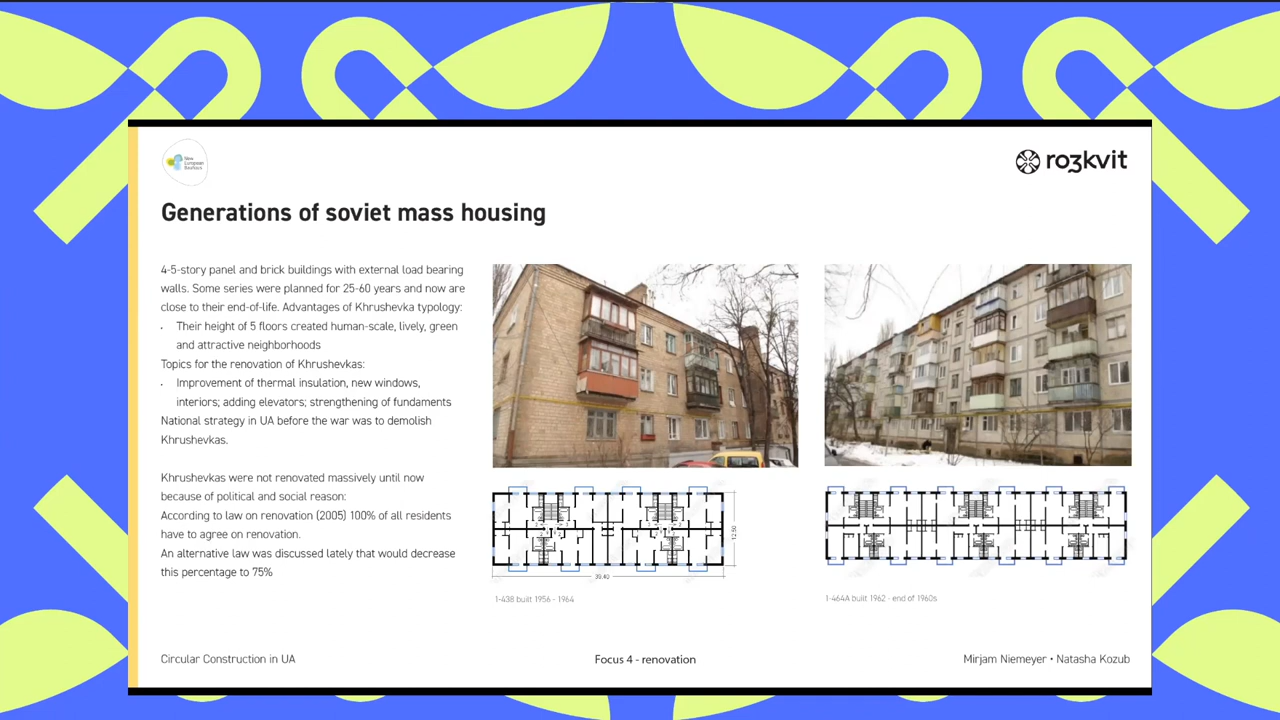 New
European
Bauhaus
ro3kvit
Generations of soviet mass housing
4-5-story panel and brick buildings with external load bearing
walls. Some series were planned for 25-60 years and now are
close to their end-of-life. Advantages of Khrushevka typology:
· Their height of 5 floors created human-scale, lively, green
and attractive neighborhoods
Topics for the renovation of Khrushevkas:
· Improvement of thermal insulation, new windows,
interiors; adding elevators; strengthening of fundaments
National strategy in UA before the war was to demolish
Khrushevkas.
Khrushevkas were not renovated massively until now
because of political and social reason:
According to law on renovation (2005) 100% of all residents
have to agree on renovation.
An alternative law was discussed lately that would decrease
this percentage to 75%
12.50
39.40
1-438 built 1956 - 1964
1-464A built 1962 - end of 1960s
Circular Construction in UA
Focus 4 - renovation
Mirjam Niemeyer • Natasha Kozub